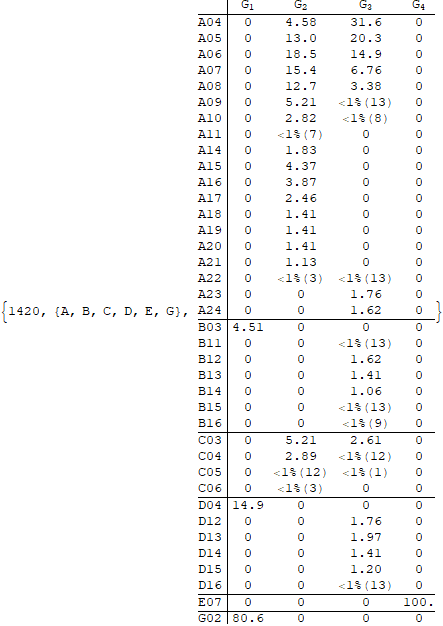 G1 G2 G3 G4
A04 0 4.58 31.6 0
A05 0 13.0 20.3 0
A06 0 18.5 14.9 0
A07 0 15.4 6.76 0
A08 0 12.7 3.38 0
A09 0 5.21 <1%(13) 0
A10 0 2.82 <1%(8) 0
A11 0 <1%(7) 0 0
A14 0 1.83 0 0
A15 0 4.37 0 0
A16 0 3.87 0 0
A17 0 2.46 0 0
A18 0 1.41 0 0
A19 0 1.41 0 0
A20 0 1.41 0 0
A21 0 1.13 0 0
A22 0 <1%(3) <1%(13) 0
A23 0 0 1.76 0
{1420, {A, B, C, D, E, G}, A24 0 0 1.62 0 }
B03 4.51 0 0 0
B11 0 0 <1%(13) 0
B12 0 0 1.62 0
B13 0 0 1.41 0
B14 0 0 1.06 0
B15 0 0 <1%(13) 0
B16 0 0 <1%(9) 0
C03 0 5.21 2.61 0
C04 0 2.89 <1%(12) 0
C05 0 <1%(12) <1%(1) 0
C06 0 <1%(3) 0 0
D04 14.9 0 0 0
D12 0 0 1.76 0
D13 0 0 1.97 0
D14 0 0 1.41 0
D15 0 0 1.20 0
D16 0 0 <1%(13) 0
E07 0 0 0 100.
G02 80.6 0 0 0